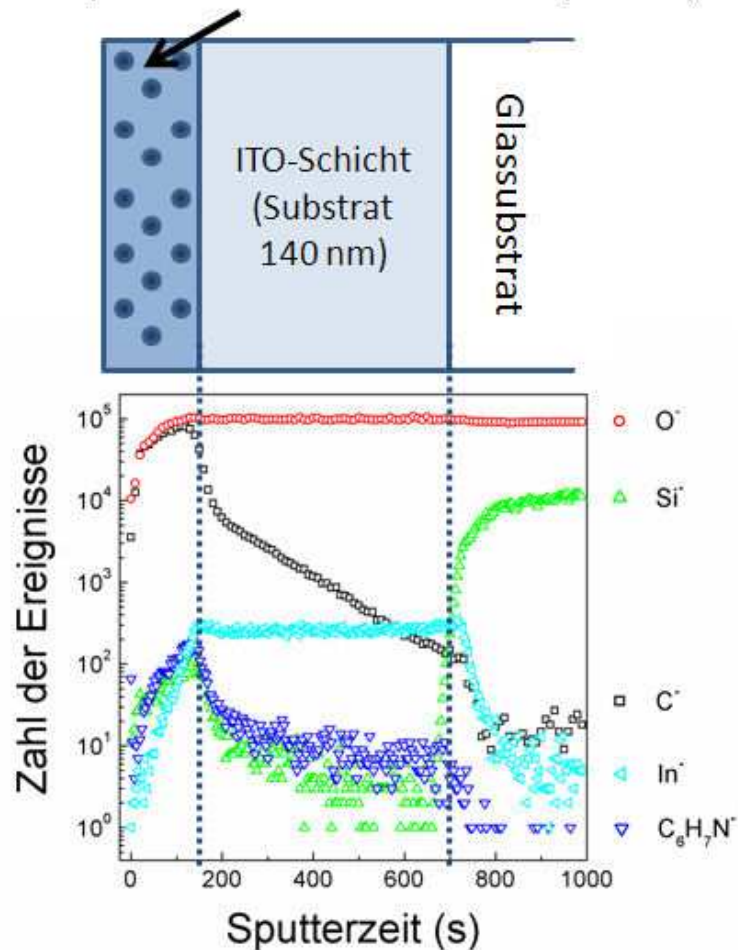 ITO-Schicht
(Substrat
140 nm)
Glassubstrat
Zahl der Ereignisse
10⁵
10⁴
10³
10²
10¹
10⁰
0
200
400
600
800
1000
Sputterzeit (s)
O⁻
Si⁻
C⁻
In⁻
C₆H₇N⁻